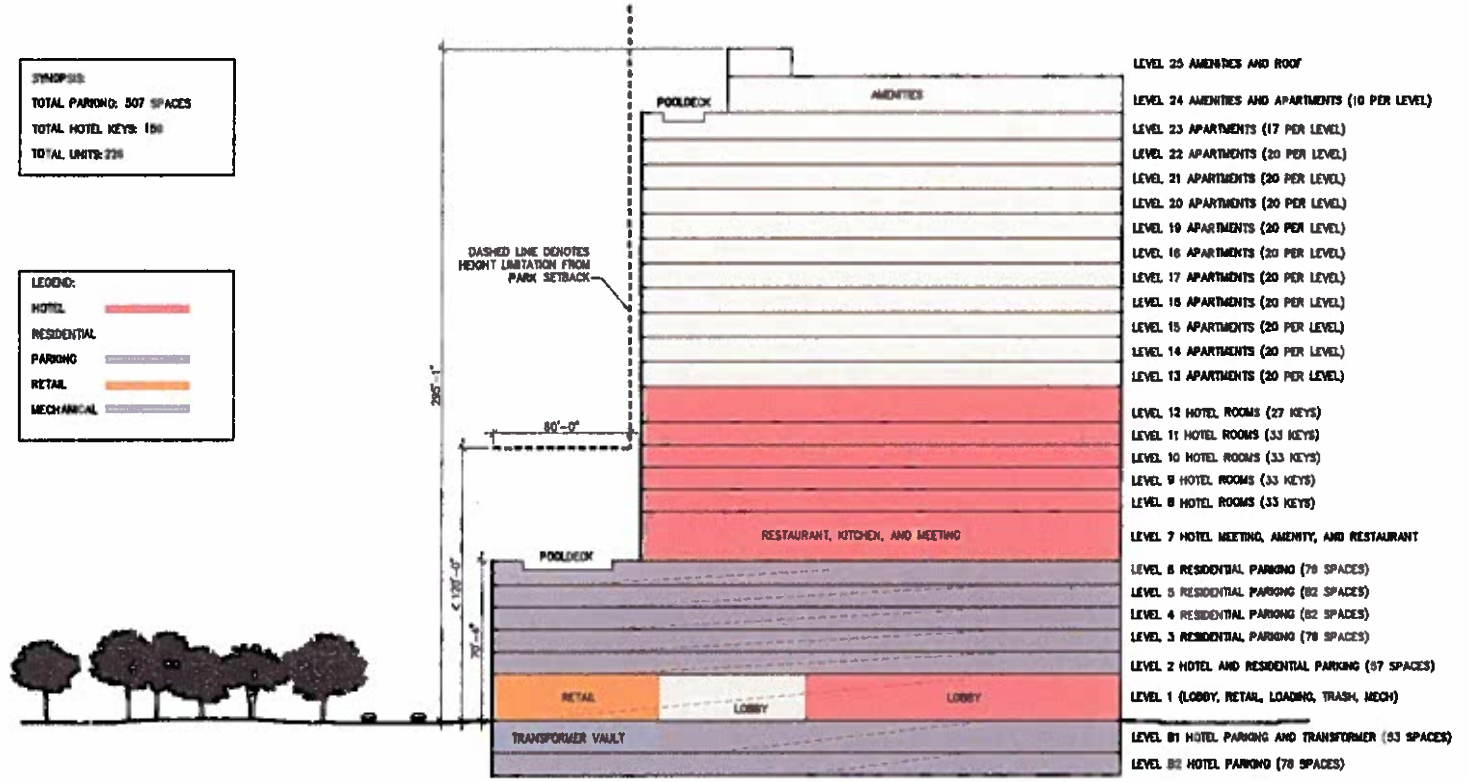 SYNOPSIS:
TOTAL PARKING: 507 SPACES
TOTAL HOTEL KEYS:
TOTAL UNITS:
LEGEND:
HOTEL
RESIDENTIAL
PARKING
RETAIL
MECHANICAL
DASHED LINE DENOTES
HEIGHT LIMITATION FROM
PARK SETBACK
295'-1"
60'-0"
< 120'-0"
POOLDECK
AMENITIES
RESTAURANT, KITCHEN, AND MEETING
POOLDECK
RETAIL
LOBBY
LOBBY
TRANSFORMER VAULT
LEVEL 25 AMENITIES AND ROOF
LEVEL 24 AMENITIES AND APARTMENTS (10 PER LEVEL)
LEVEL 23 APARTMENTS (17 PER LEVEL)
LEVEL 22 APARTMENTS (20 PER LEVEL)
LEVEL 21 APARTMENTS (20 PER LEVEL)
LEVEL 20 APARTMENTS (20 PER LEVEL)
LEVEL 19 APARTMENTS (20 PER LEVEL)
LEVEL 18 APARTMENTS (20 PER LEVEL)
LEVEL 17 APARTMENTS (20 PER LEVEL)
LEVEL 16 APARTMENTS (20 PER LEVEL)
LEVEL 15 APARTMENTS (20 PER LEVEL)
LEVEL 14 APARTMENTS (20 PER LEVEL)
LEVEL 13 APARTMENTS (20 PER LEVEL)
LEVEL 12 HOTEL ROOMS (27 KEYS)
LEVEL 11 HOTEL ROOMS (33 KEYS)
LEVEL 10 HOTEL ROOMS (33 KEYS)
LEVEL 9 HOTEL ROOMS (33 KEYS)
LEVEL 8 HOTEL ROOMS (33 KEYS)
LEVEL 7 HOTEL MEETING, AMENITY, AND RESTAURANT
LEVEL 6 RESIDENTIAL PARKING (78 SPACES)
LEVEL 5 RESIDENTIAL PARKING (82 SPACES)
LEVEL 4 RESIDENTIAL PARKING (82 SPACES)
LEVEL 3 RESIDENTIAL PARKING (78 SPACES)
LEVEL 2 HOTEL AND RESIDENTIAL PARKING (57 SPACES)
LEVEL 1 (LOBBY, RETAIL, LOADING, TRASH, MECH)
LEVEL B1 HOTEL PARKING AND TRANSFORMER (53 SPACES)
LEVEL B2 HOTEL PARKING (78 SPACES)